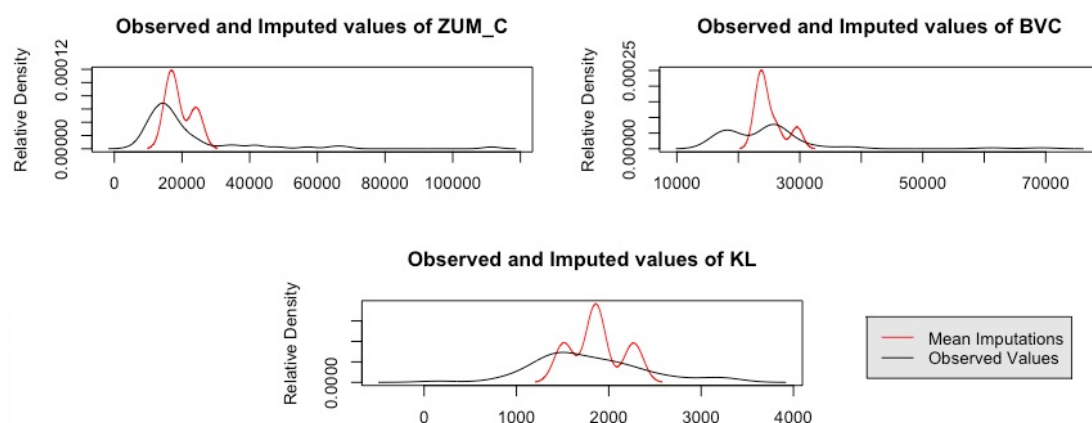 Observed and Imputed values of ZUM_C
Relative Density
0.00000 0.00012
0 20000 40000 60000 80000 100000
Observed and Imputed values of BVC
Relative Density
0.00000 0.00025
10000 30000 50000 70000
Observed and Imputed values of KL
Relative Density
0.0000
0 1000 2000 3000 4000
Mean Imputations
Observed Values